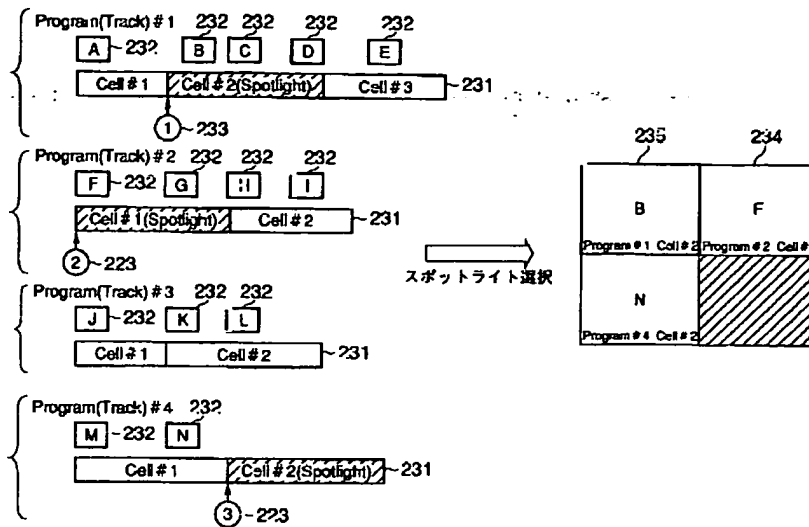 Program(Track)#1
232 232 232 232
A 232 B C D E
Cell#1 Cell#2(Spotlight) Cell#3 231
1 233
Program(Track)#2
232 232 232
F 232 G H I
Cell#1(Spotlight) Cell#2 231
2 223
Program(Track)#3
232 232
J 232 K L
Cell#1 Cell#2 231
Program(Track)#4
232
M 232 N
Cell#1 Cell#2(Spotlight) 231
3 223
スポットライト選択
235 234
B F
Program#1 Cell#2 Program#2 Cell#
N
Program#4 Cell#2